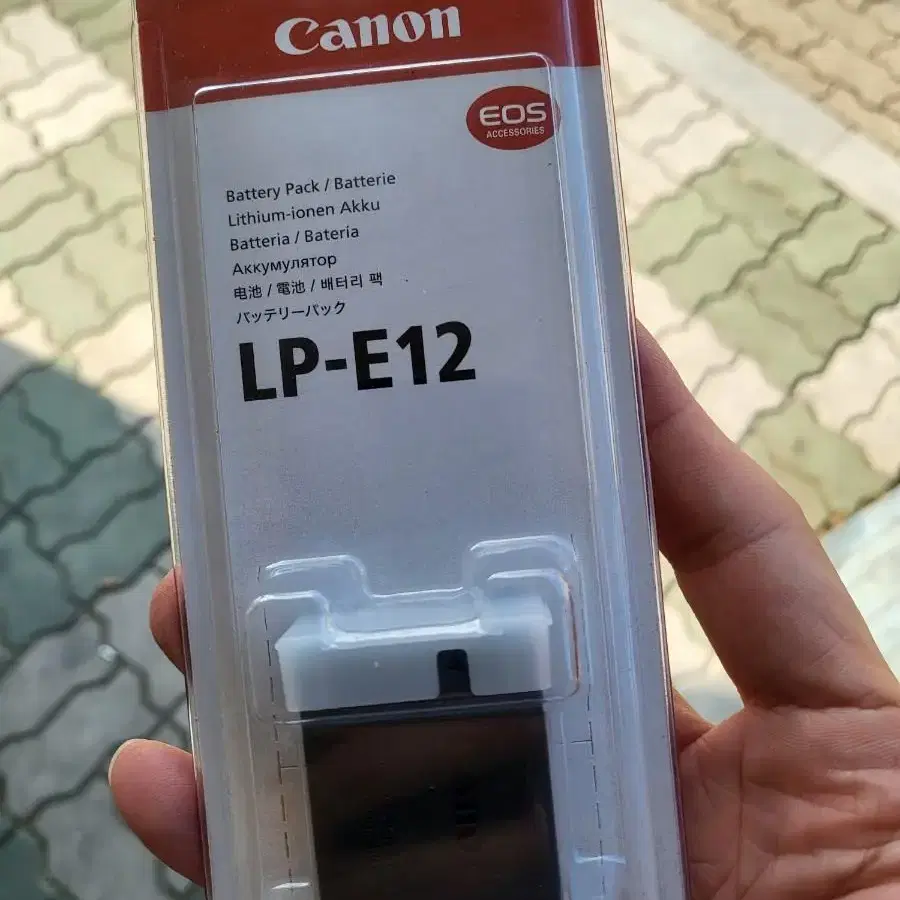 Canon
EOS
ACCESSORIES
Battery Pack / Batterie
Lithium-ionen Akku
Batteria / Bateria
Аккумулятор
电池 / 電池 / 배터리 팩
バッテリーパック
LP-E12